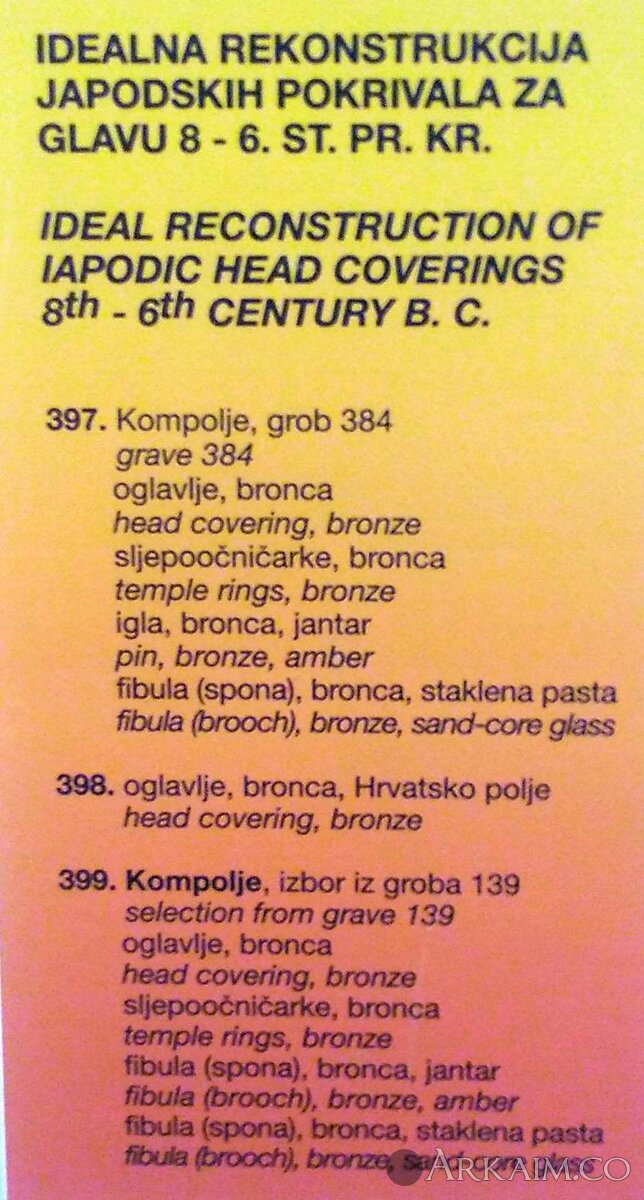 IDEALNA REKONSTRUKCIJA
JAPODSKIH POKRIVALA ZA
GLAVU 8 - 6. ST. PR. KR.
IDEAL RECONSTRUCTION OF
IAPODIC HEAD COVERINGS
8th - 6th CENTURY B. C.
397. Kompolje, grob 384
grave 384
oglavlje, bronca
head covering, bronze
sljepoočničarke, bronca
temple rings, bronze
igla, bronca, jantar
pin, bronze, amber
fibula (spona), bronca, staklena pasta
fibula (brooch), bronze, sand-core glass
398. oglavlje, bronca, Hrvatsko polje
head covering, bronze
399. Kompolje, izbor iz groba 139
selection from grave 139
oglavlje, bronca
head covering, bronze
sljepoočničarke, bronca
temple rings, bronze
fibula (spona), bronca, jantar
fibula (brooch), bronze, amber
fibula (spona), bronca, staklena pasta
fibula (brooch), bronze, sand-core glass
ARKAIM.CO